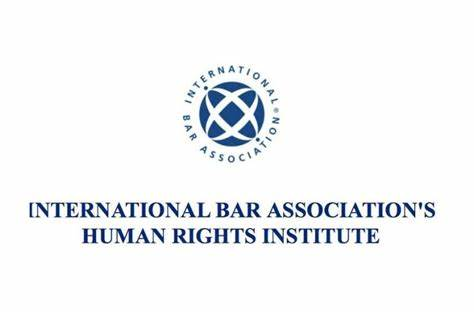 INTERNATIONAL BAR ASSOCIATION®
INTERNATIONAL BAR ASSOCIATION'S
HUMAN RIGHTS INSTITUTE